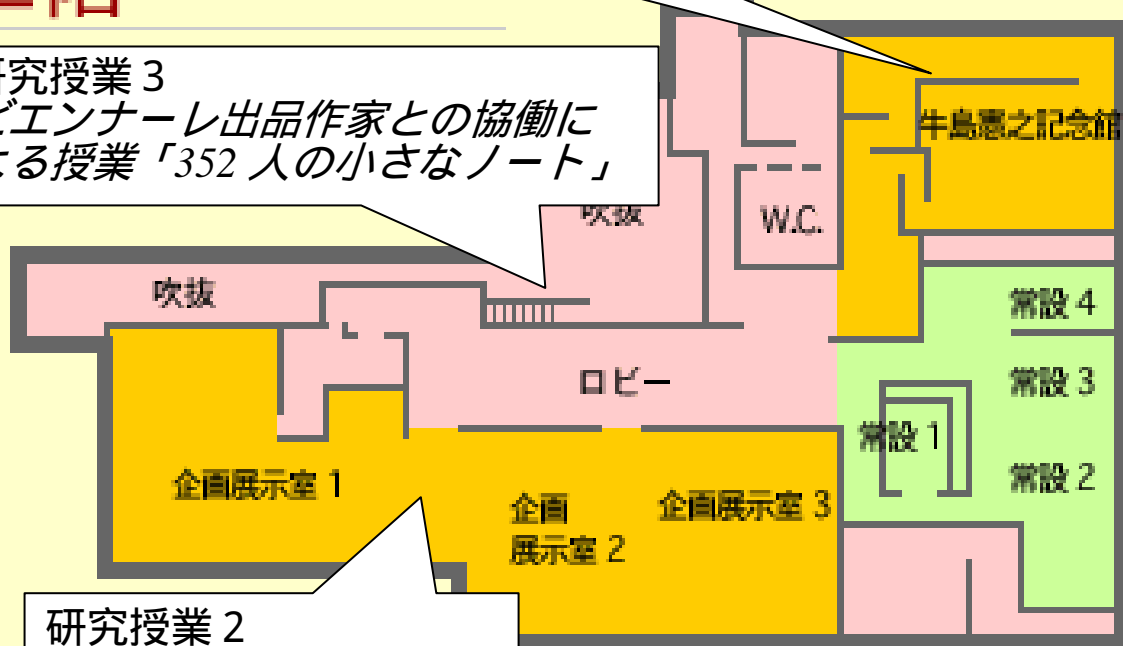 研究授業 3
ビエンナーレ出品作家との協働に
よる授業「352 人の小さなノート」
吹抜
W.C.
牛島憲之記念館
吹抜
常設 4
ロビー
常設 3
常設 1
常設 2
企画展示室 1
企画
展示室 2
企画展示室 3
研究授業 2